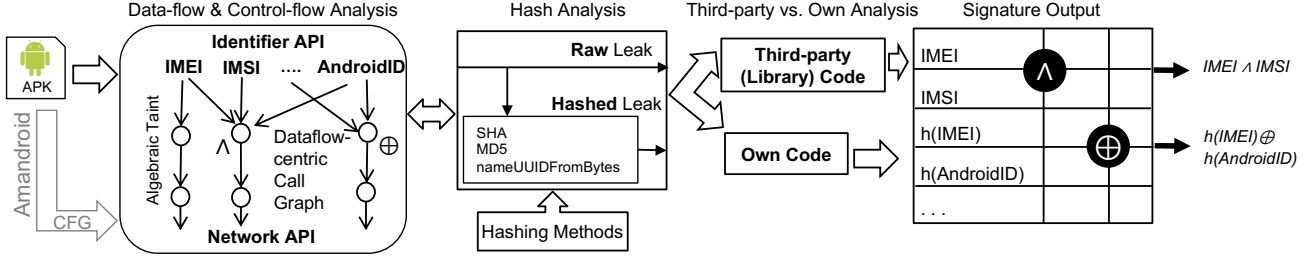 Data-flow & Control-flow Analysis
Hash Analysis
Third-party vs. Own Analysis
Signature Output
APK
Amandroid
CFG
Identifier API
IMEI
IMSI
....
AndroidID
Algebraic Taint
∧
⊕
Dataflow-
centric
Call
Graph
Network API
Raw Leak
Hashed Leak
SHA
MD5
nameUUIDFromBytes
Hashing Methods
Third-party
(Library) Code
Own Code
IMEI
∧
IMSI
h(IMEI)
⊕
h(AndroidID)
. . .
IMEI ∧ IMSI
h(IMEI)⊕
h(AndroidID)